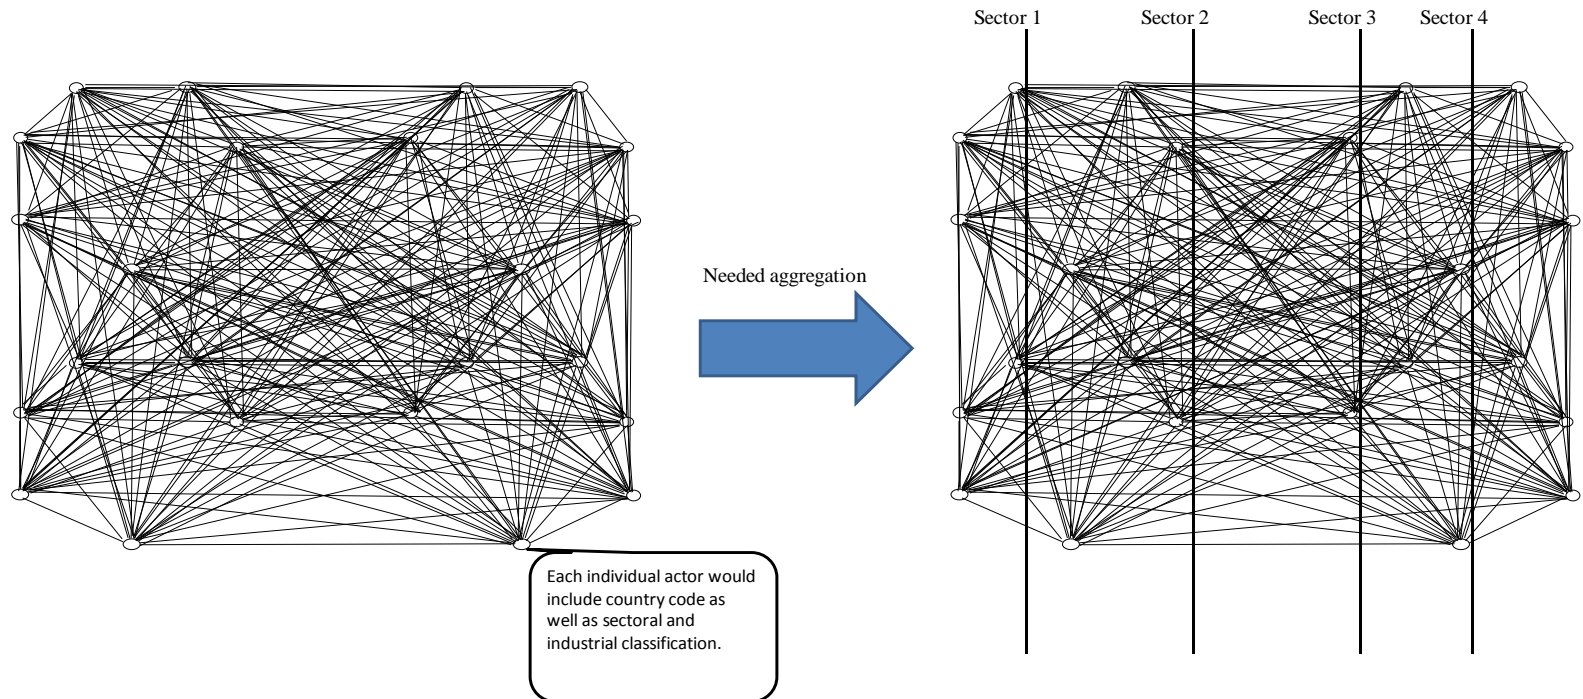 Sector 1
Sector 2
Sector 3
Sector 4
Needed aggregation
Each individual actor would
include country code as
well as sectoral and
industrial classification.